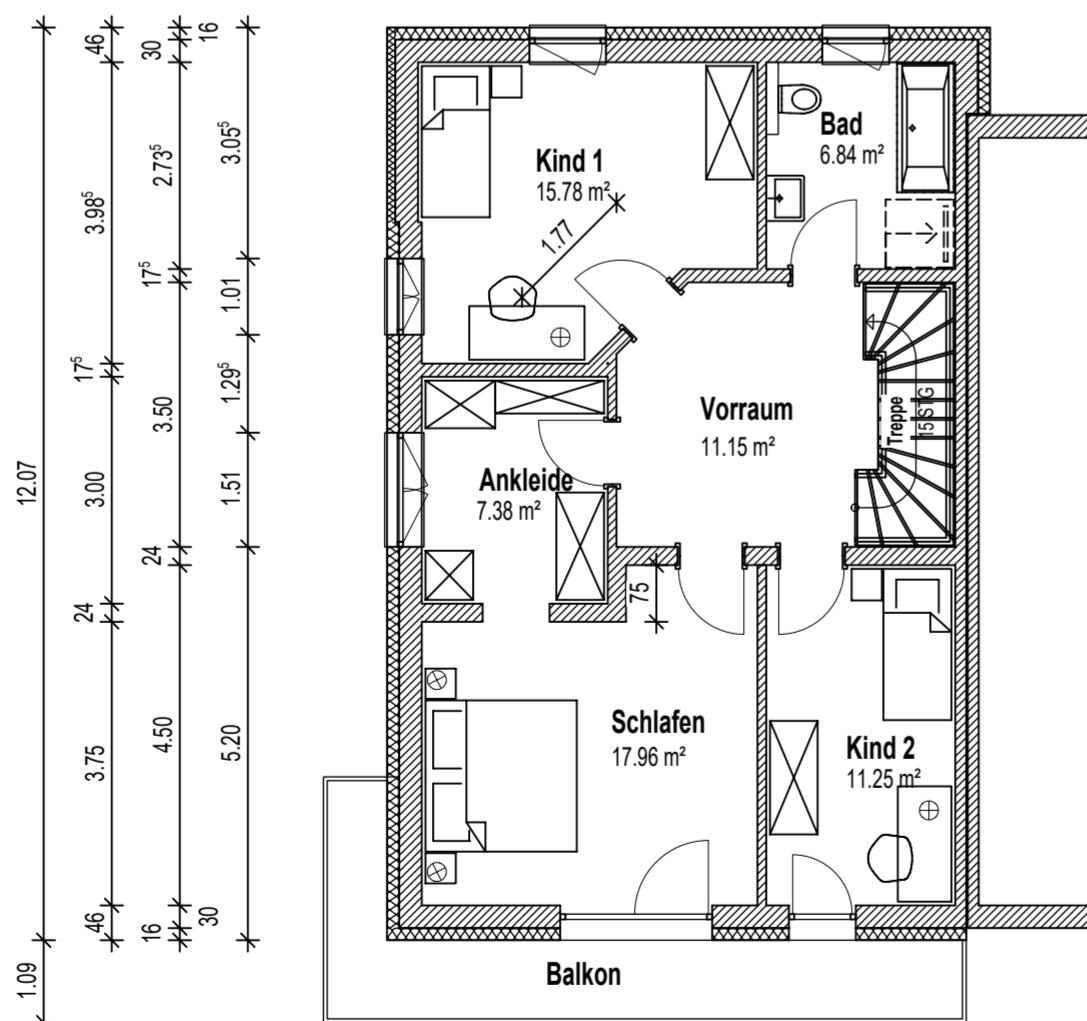 46
30
16
3.98⁵
2.73⁵
3.05⁵
17⁵
1.01
17⁵
1.29⁵
3.50
12.07
3.00
1.51
24
24
3.75
4.50
5.20
46
16
30
1.09
Kind 1
15.78 m²
1.77
Bad
6.84 m²
Vorraum
11.15 m²
Treppe
15 STG
Ankleide
7.38 m²
75
Schlafen
17.96 m²
Kind 2
11.25 m²
Balkon